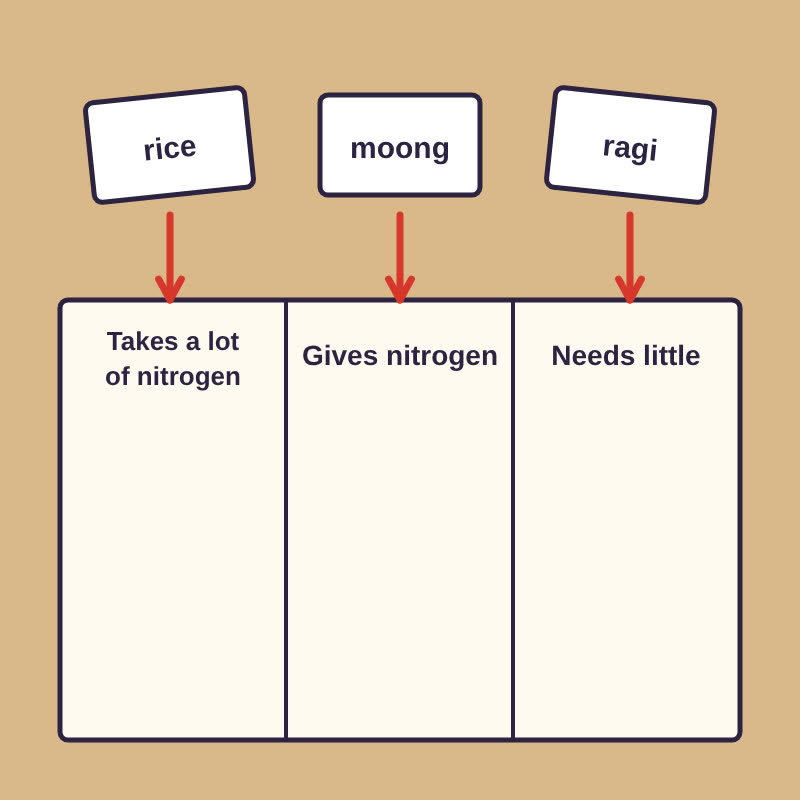 rice
moong
ragi
Takes a lot
of nitrogen
Gives nitrogen
Needs little